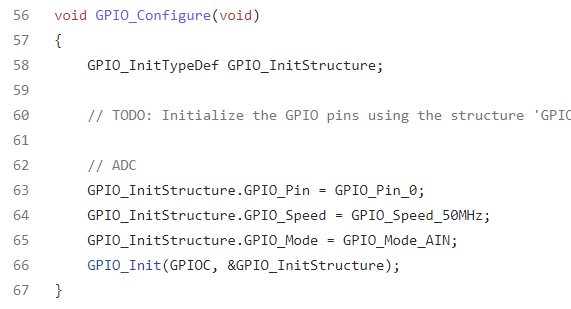 56 void GPIO_Configure(void)
57 {
58 GPIO_InitTypeDef GPIO_InitStructure;
59
60 // TODO: Initialize the GPIO pins using the structure 'GPIO
61
62 // ADC
63 GPIO_InitStructure.GPIO_Pin = GPIO_Pin_0;
64 GPIO_InitStructure.GPIO_Speed = GPIO_Speed_50MHz;
65 GPIO_InitStructure.GPIO_Mode = GPIO_Mode_AIN;
66 GPIO_Init(GPIOC, &GPIO_InitStructure);
67 }